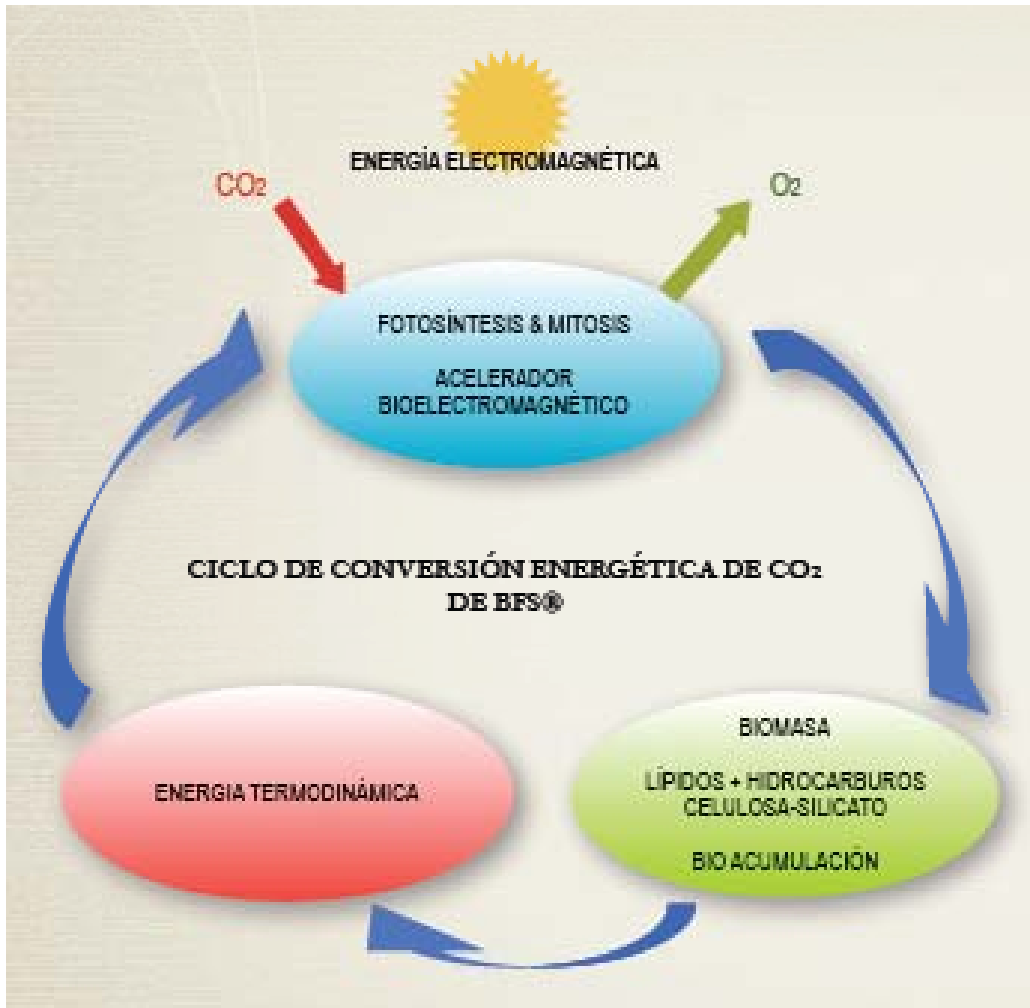 ENERGÍA ELECTROMAGNÉTICA
CO₂
O₂
FOTOSÍNTESIS & MITOSIS
ACELERADOR
BIOELECTROMAGNÉTICO
CICLO DE CONVERSIÓN ENERGÉTICA DE CO₂
DE BFS®
ENERGIA TERMODINÁMICA
BIOMASA
LÍPIDOS + HIDROCARBUROS
CELULOSA-SILICATO
BIO ACUMULACIÓN